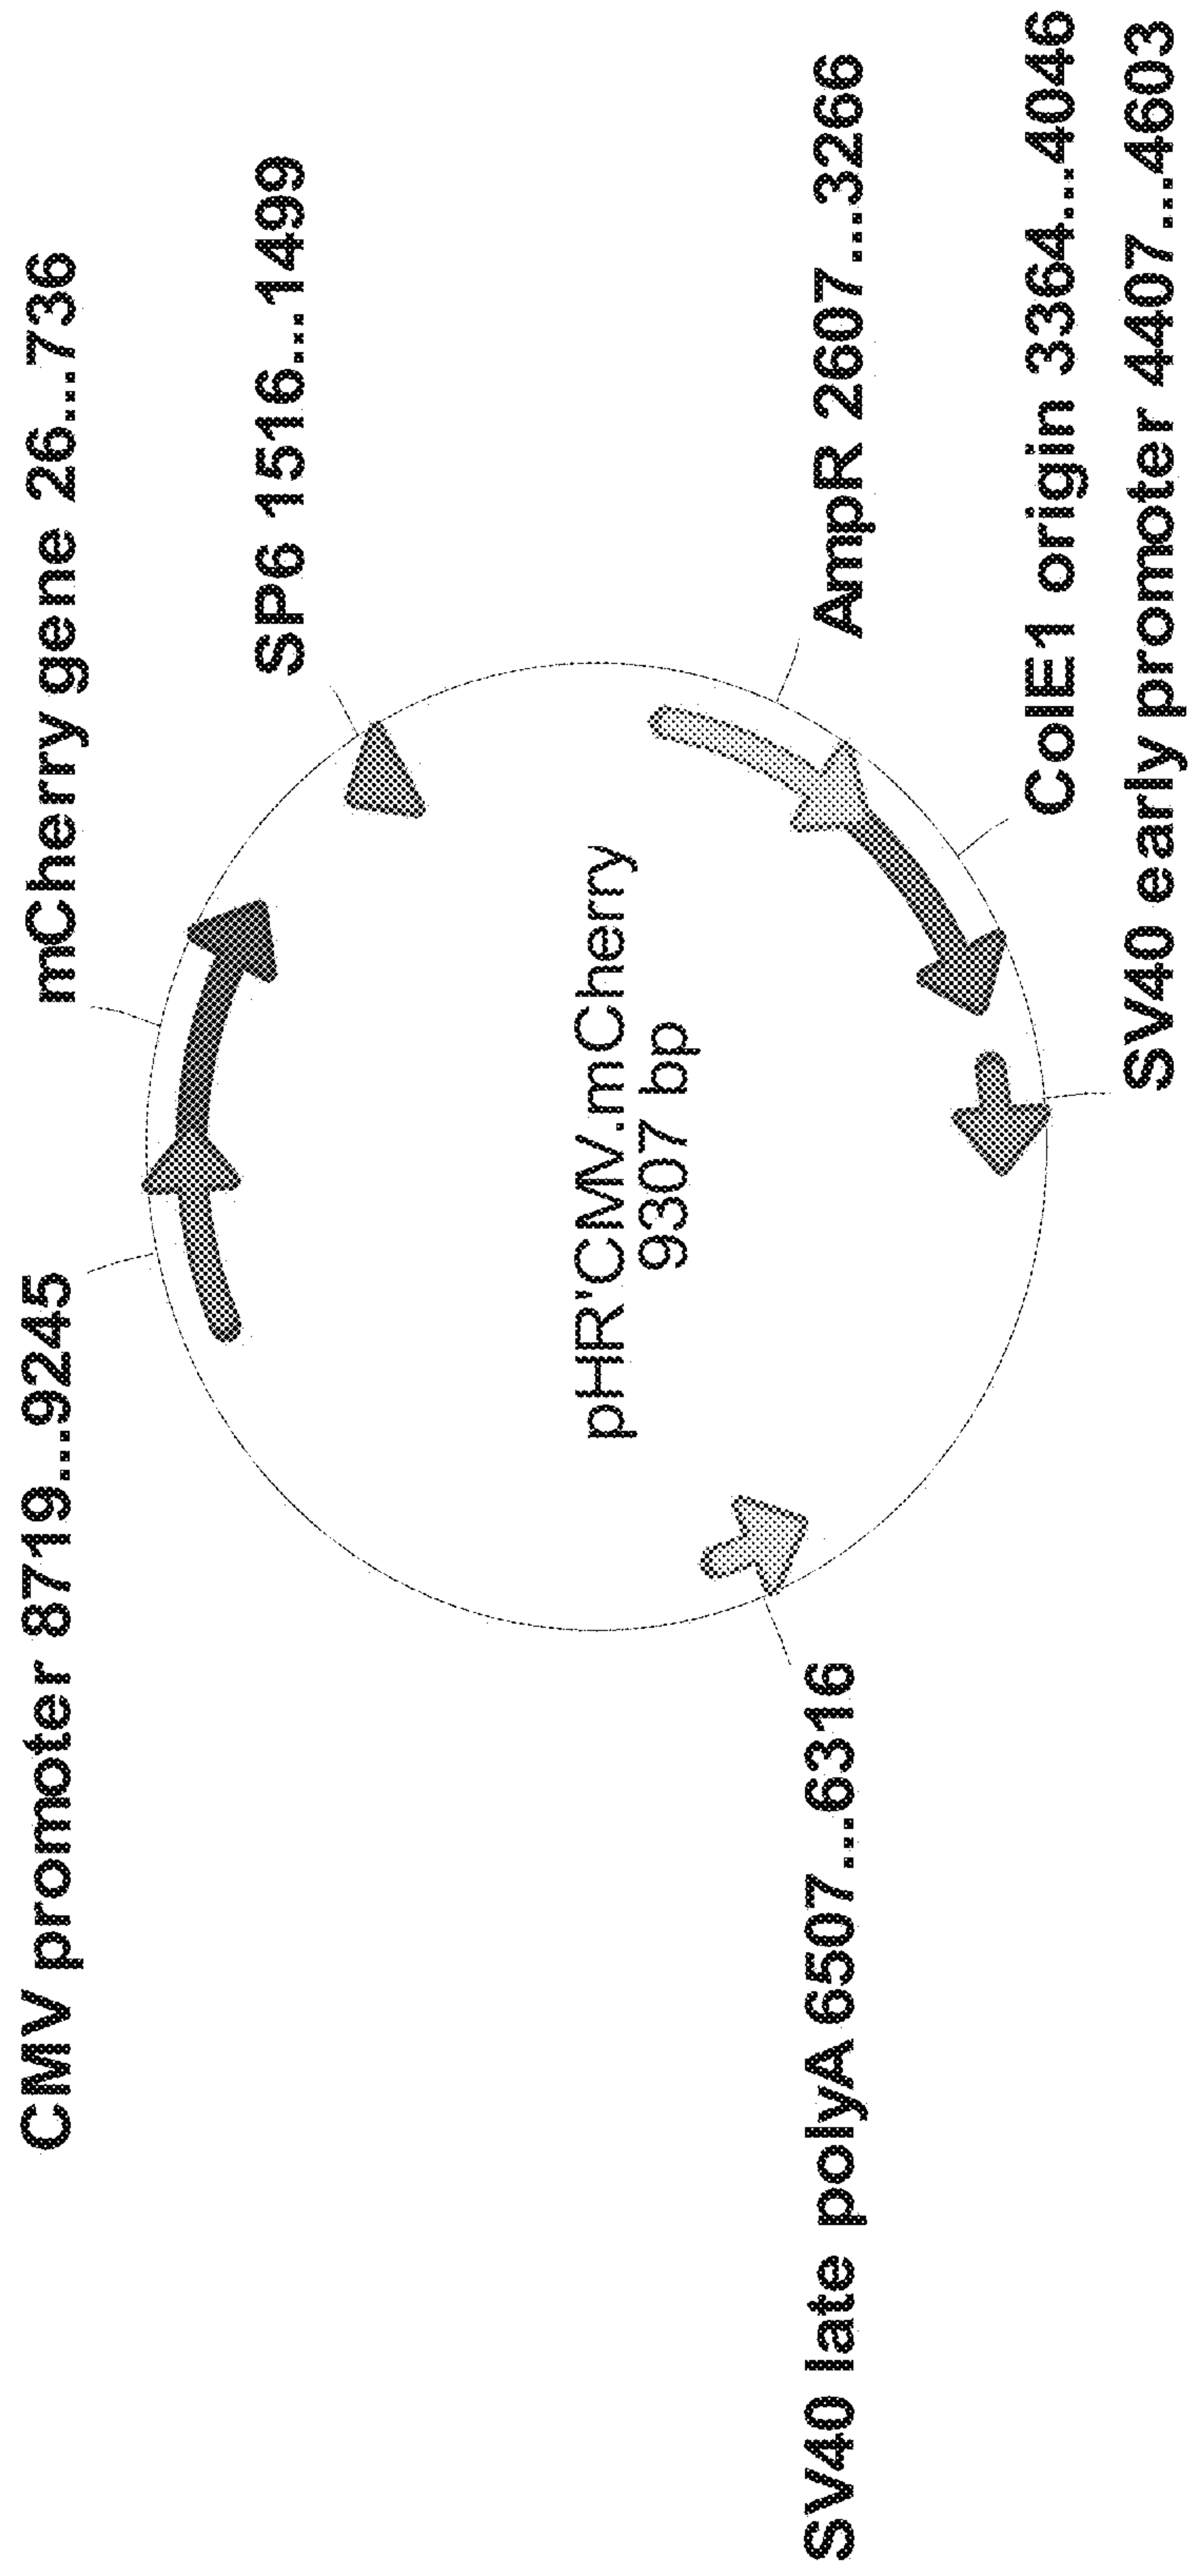 CMV promoter 8719...9245
mCherry gene 26...736
SP6 1516...1499
pHR'CMV.mCherry
9307 bp
AmpR 2607...3266
SV40 late polyA 6507...6316
ColE1 origin 3364...4046
SV40 early promoter 4407...4603